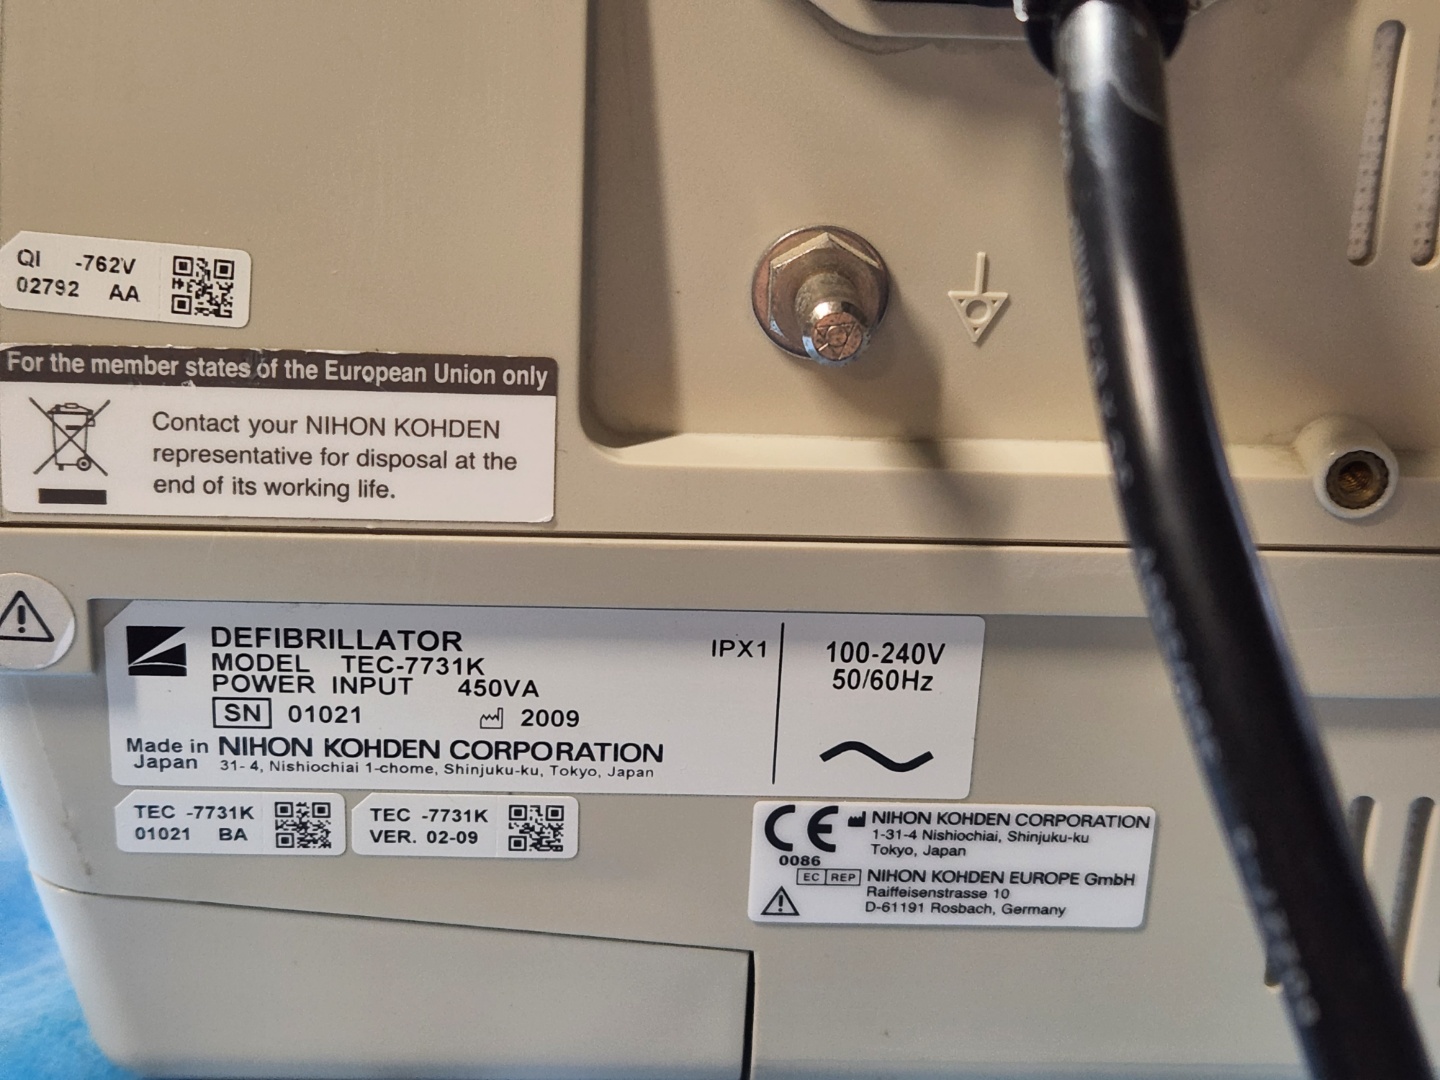 QI -762V
02792 AA
For the member states of the European Union only
Contact your NIHON KOHDEN
representative for disposal at the
end of its working life.
DEFIBRILLATOR
MODEL TEC-7731K
POWER INPUT 450VA
SN 01021 2009
Made in Japan NIHON KOHDEN CORPORATION
31-4, Nishiochiai 1-chome, Shinjuku-ku, Tokyo, Japan
IPX1
100-240V
50/60Hz
TEC -7731K
01021 BA
TEC -7731K
VER. 02-09
CE
0086
NIHON KOHDEN CORPORATION
1-31-4 Nishiochiai, Shinjuku-ku
Tokyo, Japan
EC REP NIHON KOHDEN EUROPE GmbH
Raiffeisenstrasse 10
D-61191 Rosbach, Germany